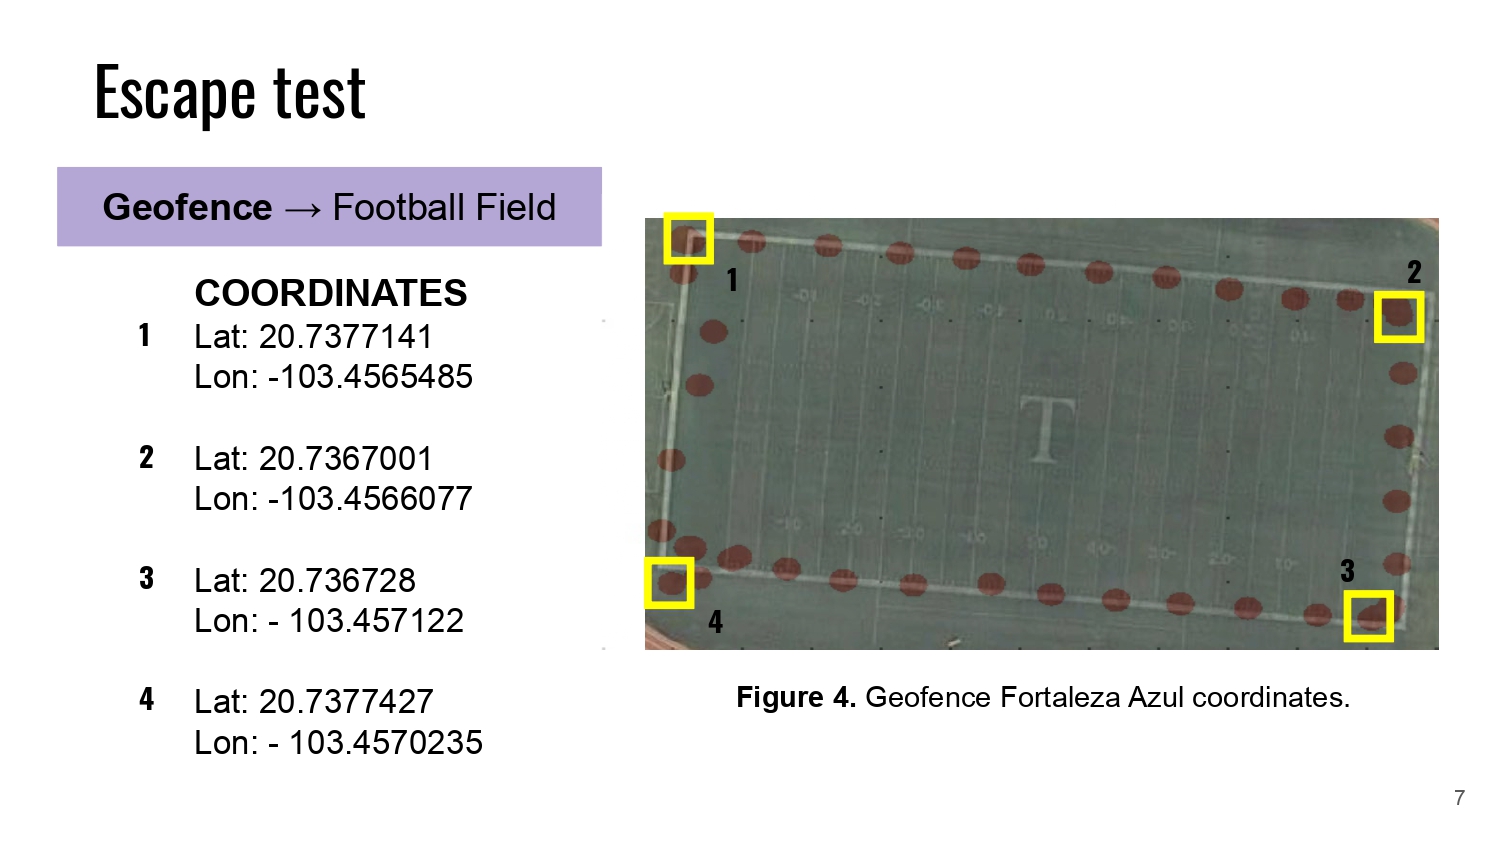 Escape test
Geofence → Football Field
COORDINATES
1 Lat: 20.7377141
Lon: -103.4565485
2 Lat: 20.7367001
Lon: -103.4566077
3 Lat: 20.736728
Lon: - 103.457122
4 Lat: 20.7377427
Lon: - 103.4570235
1
2
T
3
4
Figure 4. Geofence Fortaleza Azul coordinates.
7